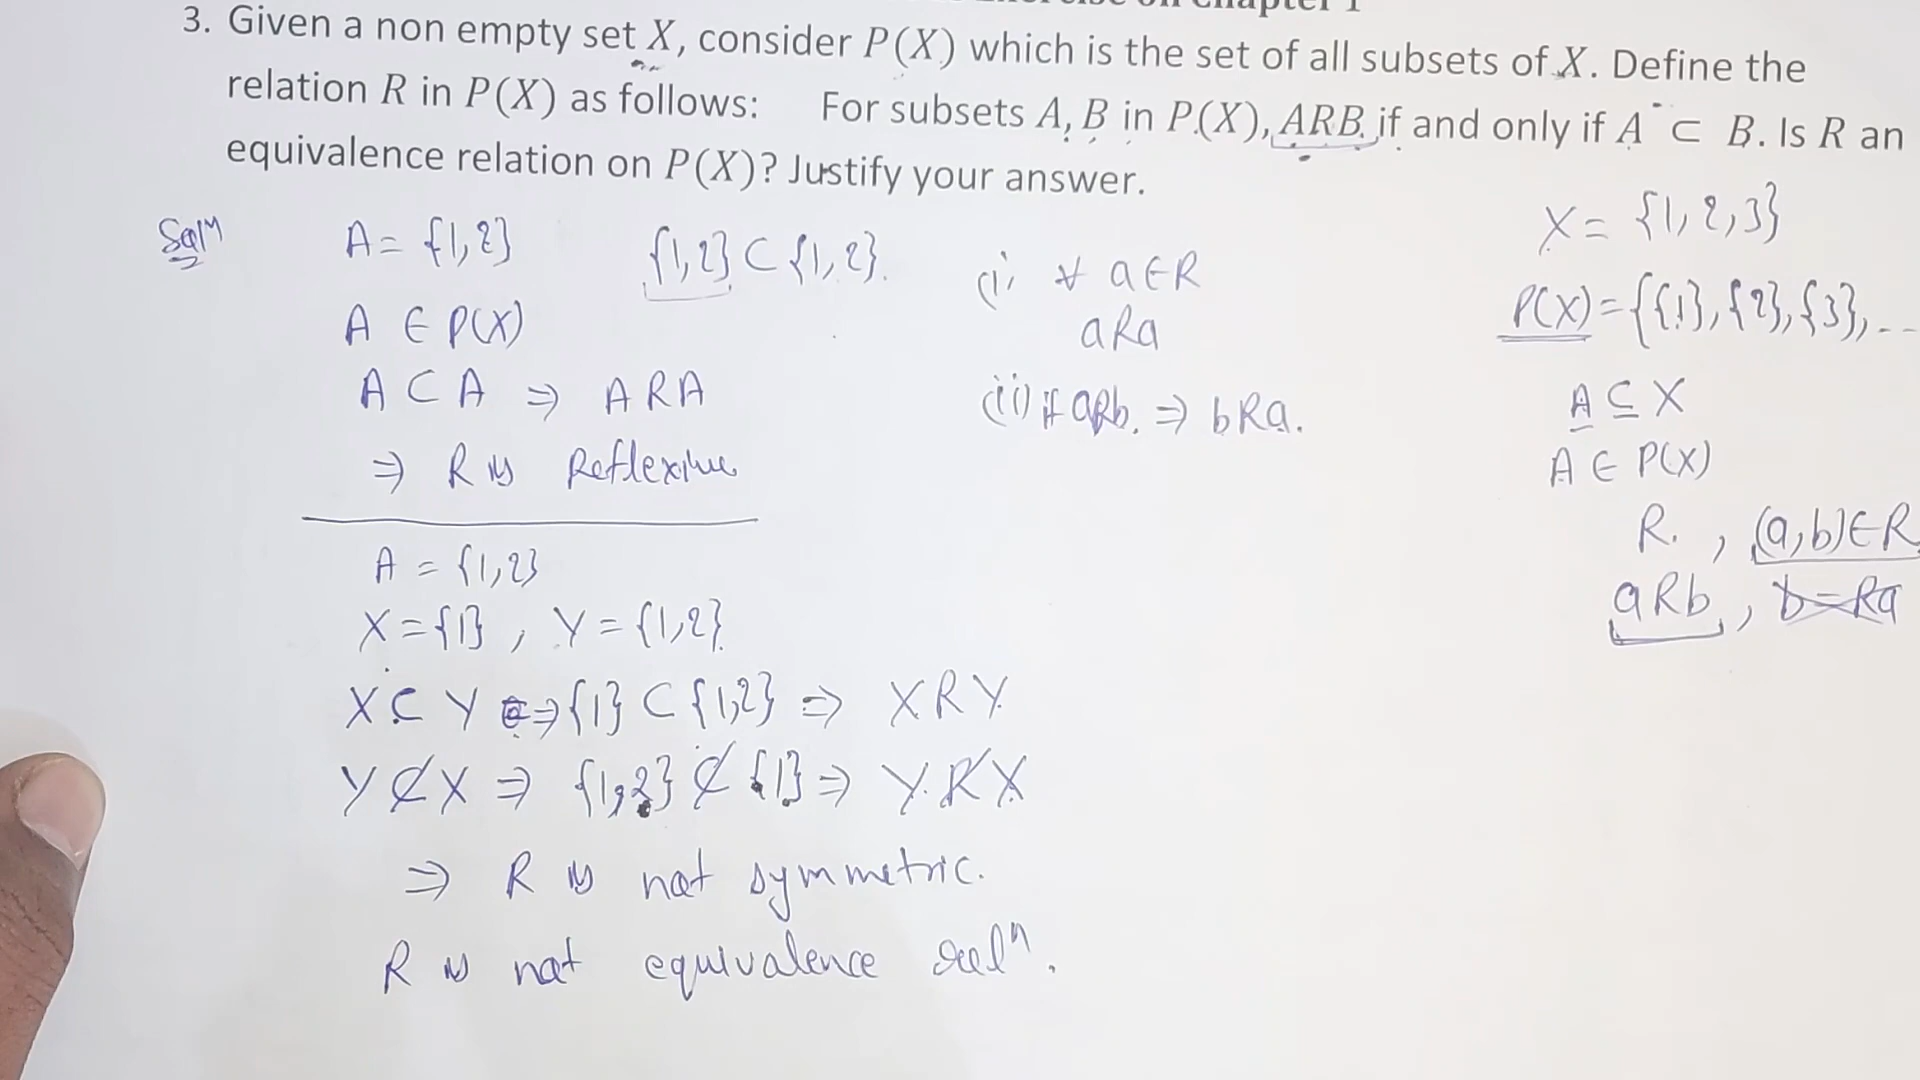 3. Given a non empty set X, consider P(X) which is the set of all subsets of X. Define the
relation R in P(X) as follows: For subsets A, B in P(X), ARB if and only if A ⊂ B. Is R an
equivalence relation on P(X)? Justify your answer.
Solⁿ
A = {1,2} {1,2} ⊂ {1,2}.
A ∈ P(X)
A ⊂ A ⇒ A R A
⇒ R is Reflexive
A = {1,2}
X = {1} , Y = {1,2}
X ⊂ Y ⇒ {1} ⊂ {1,2} ⇒ X R Y
Y ⊄ X ⇒ {1,2} ⊄ {1} ⇒ Y R̸ X
⇒ R is not symmetric.
R is not equivalence relⁿ.
(i) ∀ a ∈ R
aRa
(ii) if aRb. ⇒ bRa.
X = {1, 2, 3}
P(X) = {{1}, {2}, {3}, ...
A ⊆ X
A ∈ P(X)
R. , (a,b) ∈ R
aRb , b = Ra